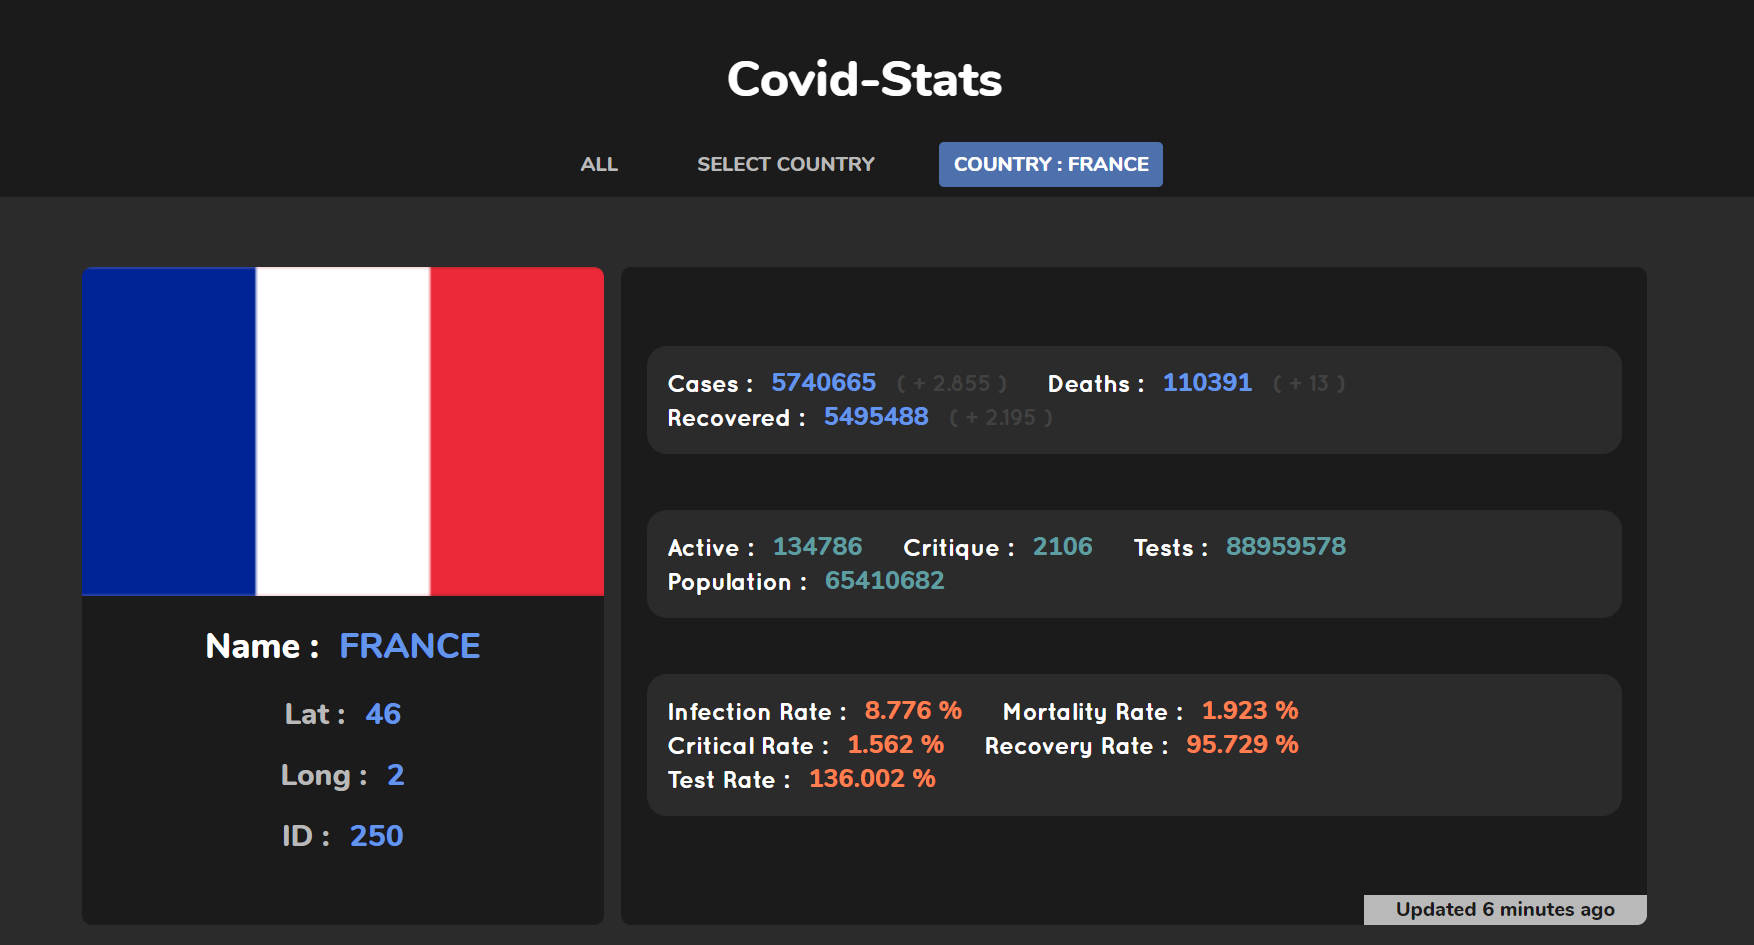 Covid-Stats
ALL SELECT COUNTRY COUNTRY : FRANCE
Name : FRANCE
Lat : 46
Long : 2
ID : 250
Cases : 5740665 ( + 2.855 ) Deaths : 110391 ( + 13 )
Recovered : 5495488 ( + 2.195 )
Active : 134786 Critique : 2106 Tests : 88959578
Population : 65410682
Infection Rate : 8.776 % Mortality Rate : 1.923 %
Critical Rate : 1.562 % Recovery Rate : 95.729 %
Test Rate : 136.002 %
Updated 6 minutes ago